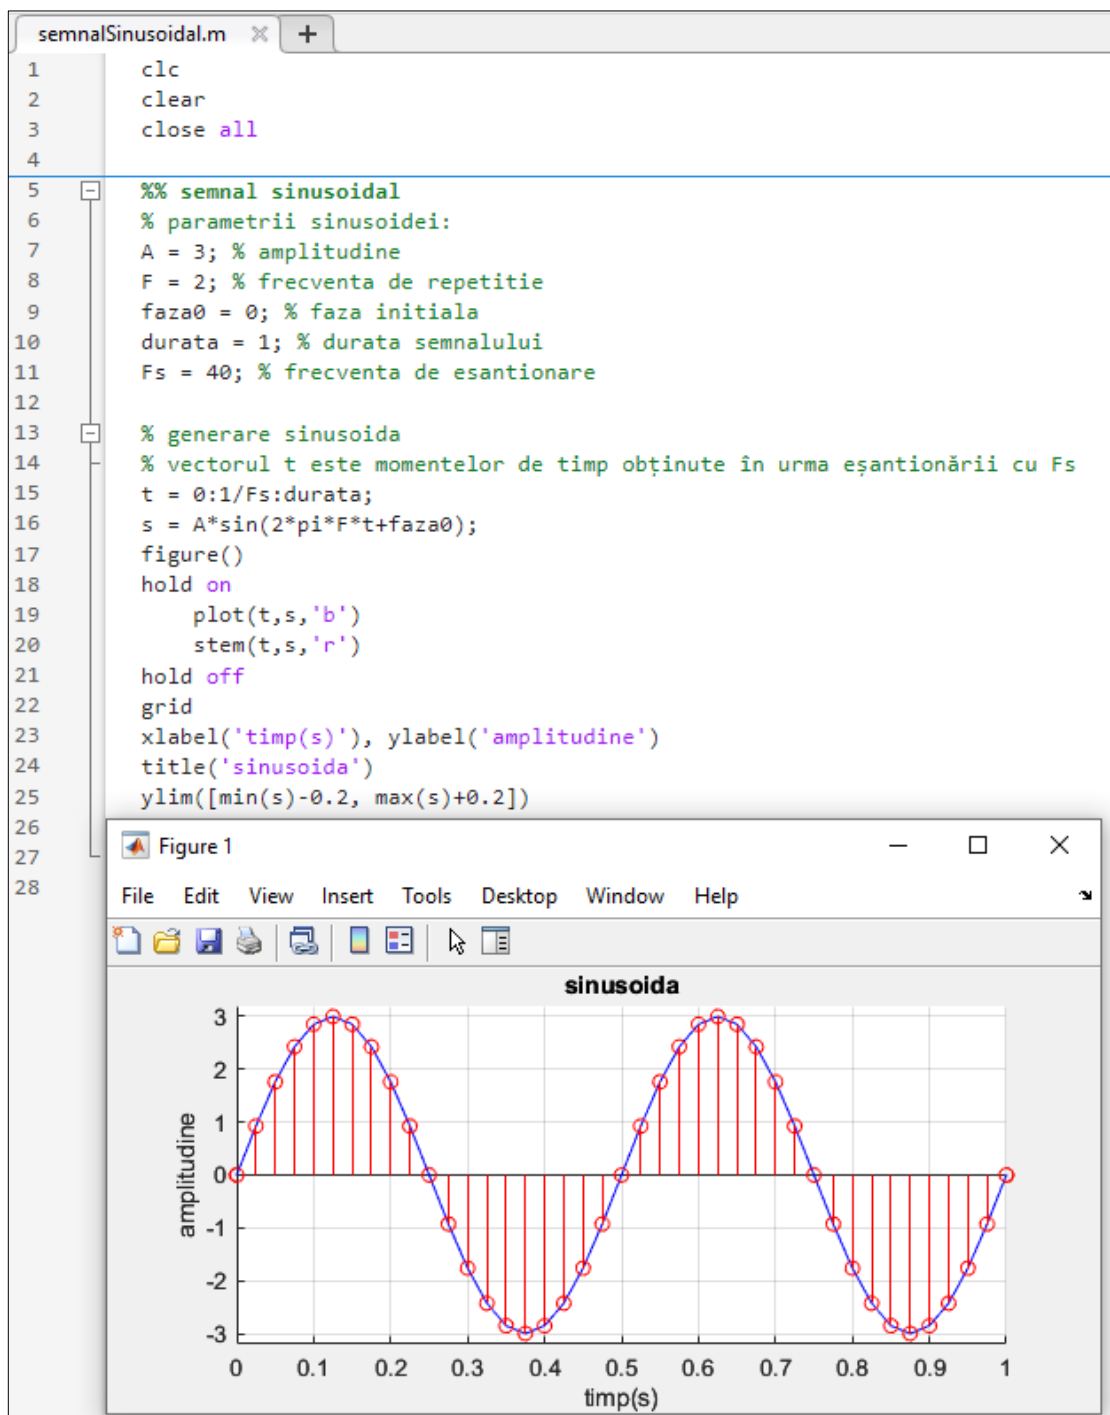 semnalSinusoidal.m
1 clc
2 clear
3 close all
4
5 %% semnal sinusoidal
6 % parametrii sinusoidei:
7 A = 3; % amplitudine
8 F = 2; % frecventa de repetitie
9 faza0 = 0; % faza initiala
10 durata = 1; % durata semnalului
11 Fs = 40; % frecventa de esantionare
12
13 % generare sinusoida
14 % vectorul t este momentelor de timp obținute în urma eșantionării cu Fs
15 t = 0:1/Fs:durata;
16 s = A*sin(2*pi*F*t+faza0);
17 figure()
18 hold on
19 plot(t,s,'b')
20 stem(t,s,'r')
21 hold off
22 grid
23 xlabel('timp(s)'), ylabel('amplitudine')
24 title('sinusoida')
25 ylim([min(s)-0.2, max(s)+0.2])
26
27
28
Figure 1
File Edit View Insert Tools Desktop Window Help
sinusoida
amplitudine
3
2
1
0
-1
-2
-3
0 0.1 0.2 0.3 0.4 0.5 0.6 0.7 0.8 0.9 1
timp(s)